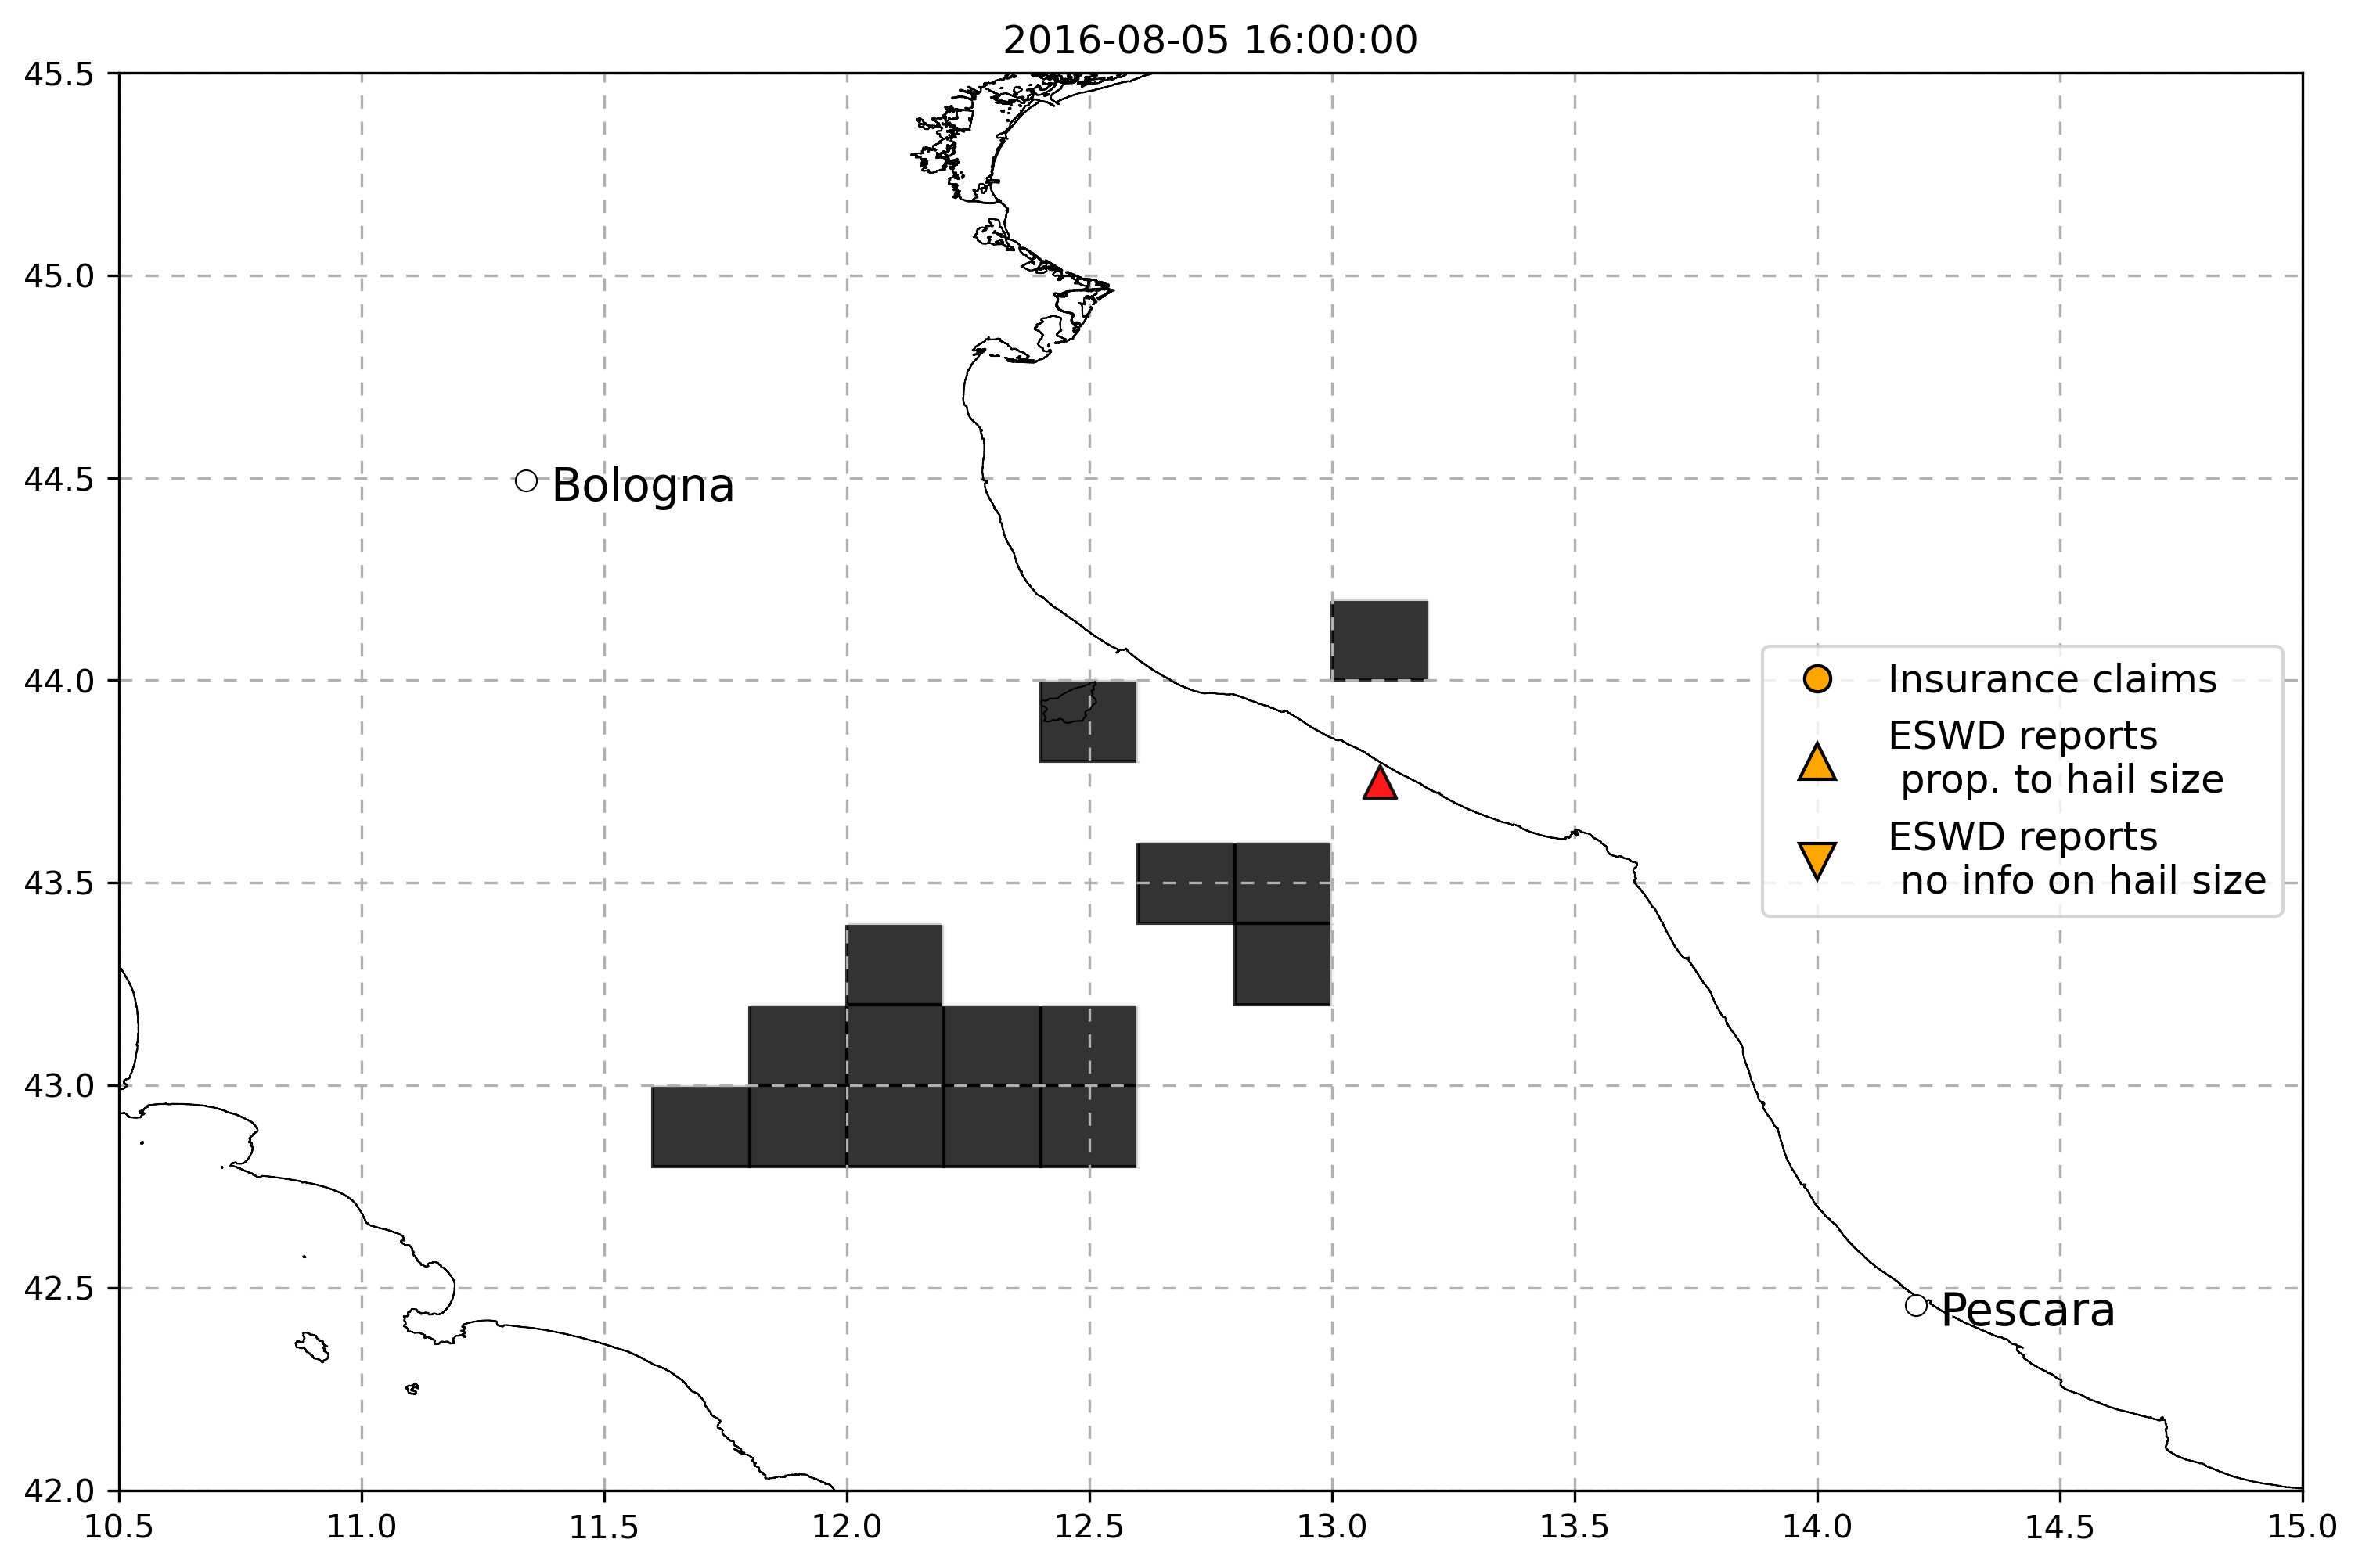 2016-08-05 16:00:00
45.5
45.0
44.5
44.0
43.5
43.0
42.5
42.0
Bologna
Insurance claims
ESWD reports
prop. to hail size
ESWD reports
no info on hail size
Pescara
10.5 11.0 11.5 12.0 12.5 13.0 13.5 14.0 14.5 15.0